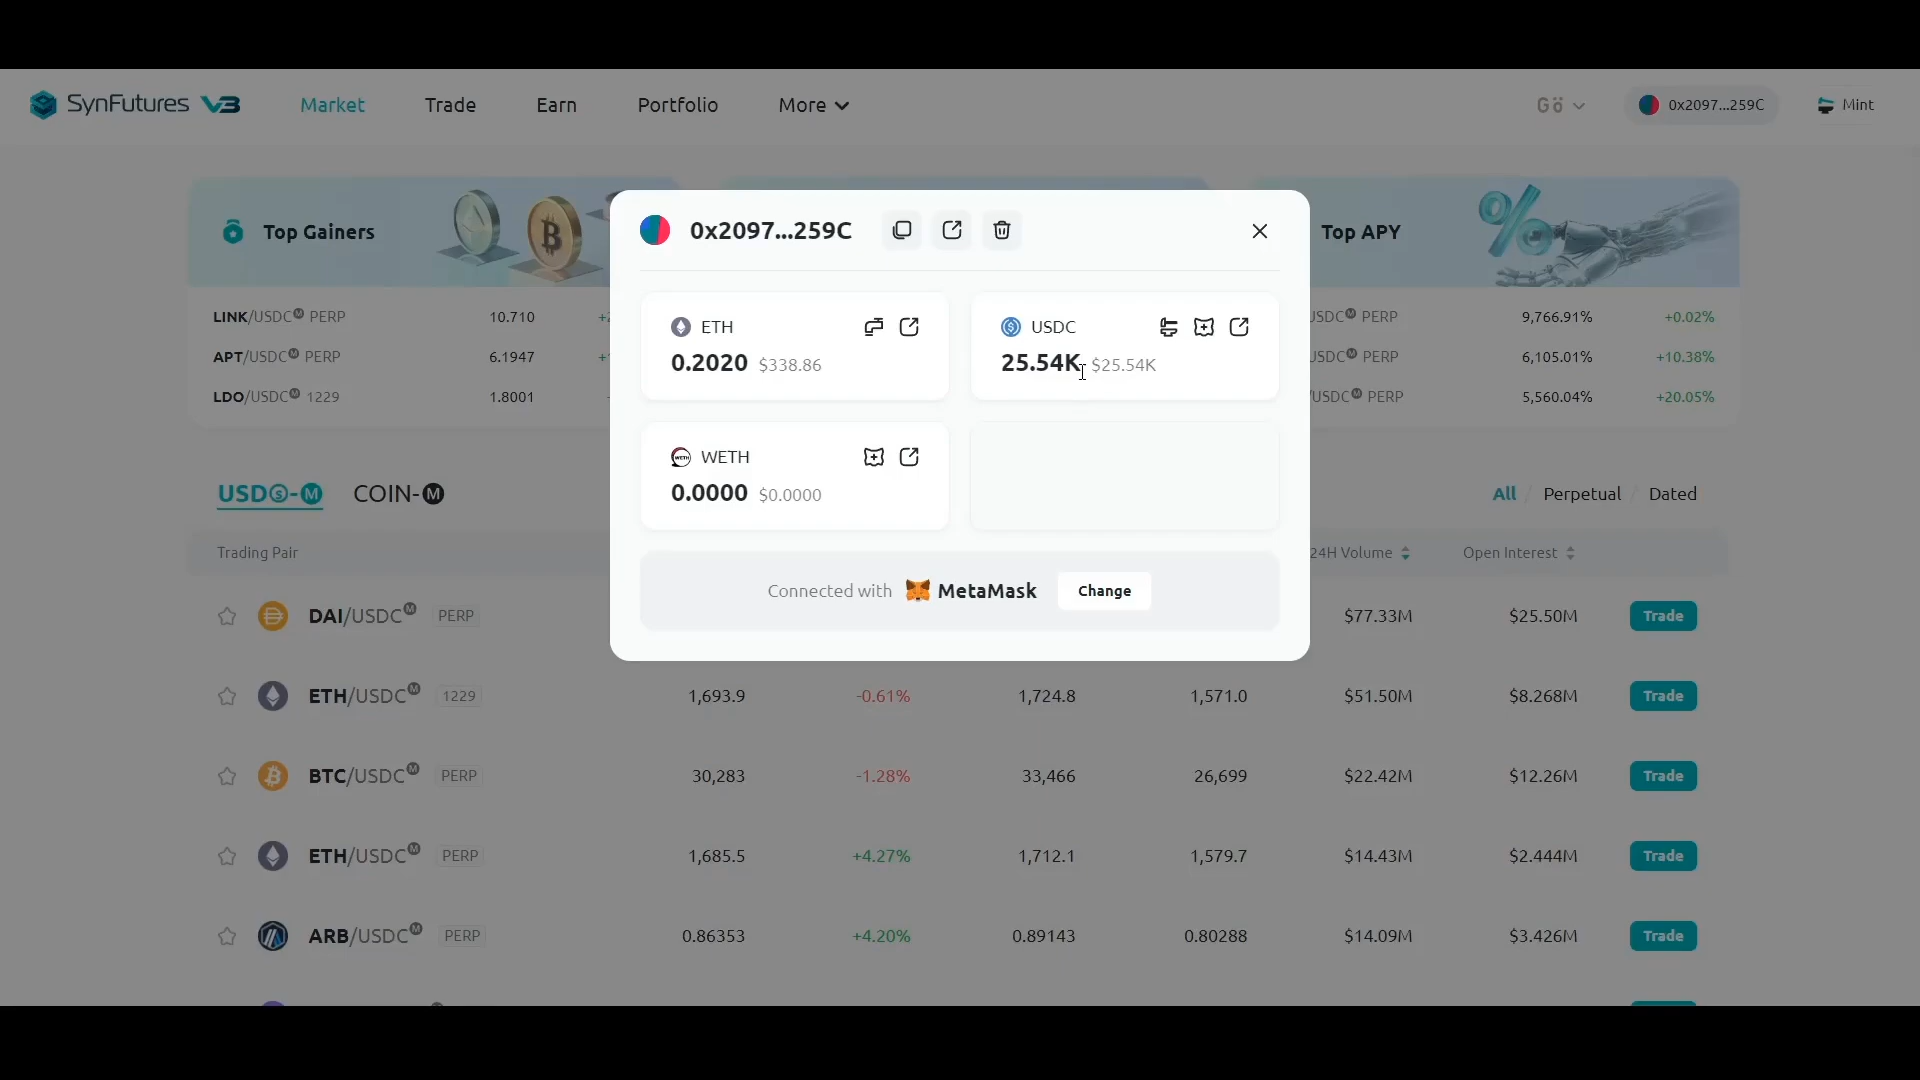 SynFutures V3
Market
Trade
Earn
Portfolio
More
Gö
0x2097...259C
Mint
Top Gainers
LINK/USDC M PERP 10.710
APT/USDC M PERP 6.1947
LDO/USDC M 1229 1.8001
0x2097...259C
ETH
0.2020 $338.86
USDC
25.54K $25.54K
WETH
0.0000 $0.0000
Connected with MetaMask Change
Top APY
PERP 9,766.91% +0.02%
PERP 6,105.01% +10.38%
/USDC M PERP 5,560.04% +20.05%
USDⓈ-M
COIN-M
All / Perpetual / Dated
Trading Pair
24H Volume
Open Interest
DAI/USDC M PERP $77.33M $25.50M Trade
ETH/USDC M 1229 1,693.9 -0.61% 1,724.8 1,571.0 $51.50M $8.268M Trade
BTC/USDC M PERP 30,283 -1.28% 33,466 26,699 $22.42M $12.26M Trade
ETH/USDC M PERP 1,685.5 +4.27% 1,712.1 1,579.7 $14.43M $2.444M Trade
ARB/USDC M PERP 0.86353 +4.20% 0.89143 0.80288 $14.09M $3.426M Trade